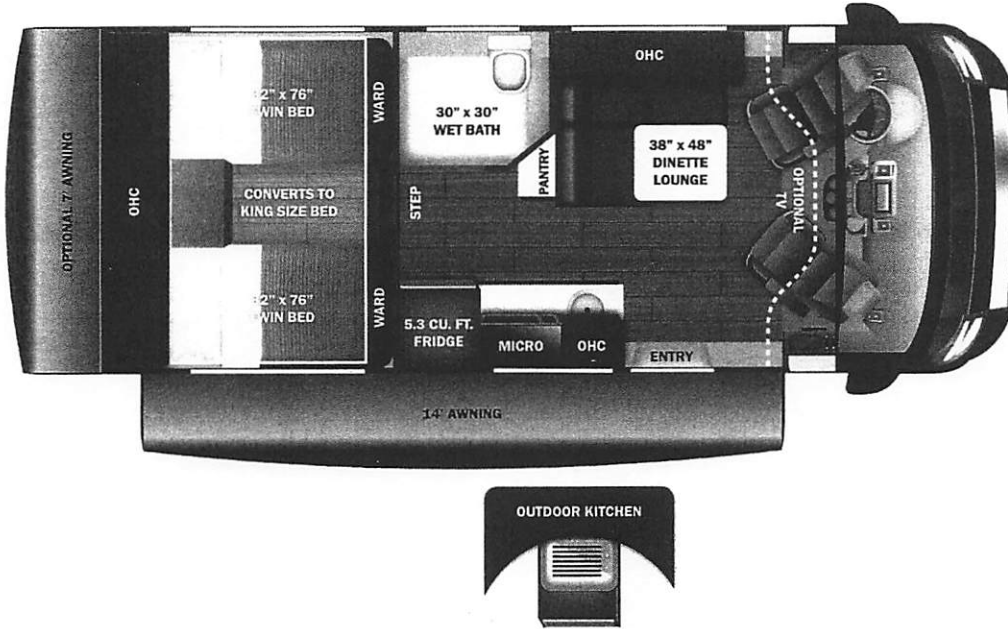 OPTIONAL 7' AWNING
OHC
2" x 76"
WIN BED
CONVERTS TO
KING SIZE BED
2" x 76"
WIN BED
WARD
WARD
STEP
30" x 30"
WET BATH
PANTRY
OHC
38" x 48"
DINETTE
LOUNGE
OPTIONAL
TV
5.3 CU. FT.
FRIDGE
MICRO
OHC
ENTRY
14' AWNING
OUTDOOR KITCHEN